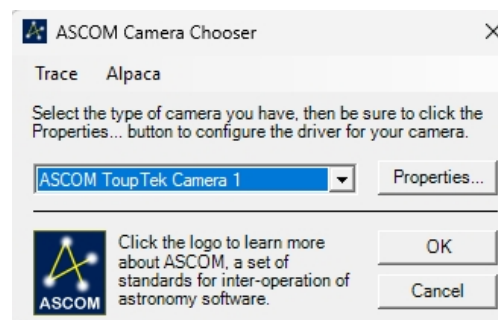 ASCOM Camera Chooser
Trace Alpaca
Select the type of camera you have, then be sure to click the
Properties... button to configure the driver for your camera.
ASCOM ToupTek Camera 1
Properties...
Click the logo to learn more
about ASCOM, a set of
standards for inter-operation of
astronomy software.
ASCOM
OK
Cancel